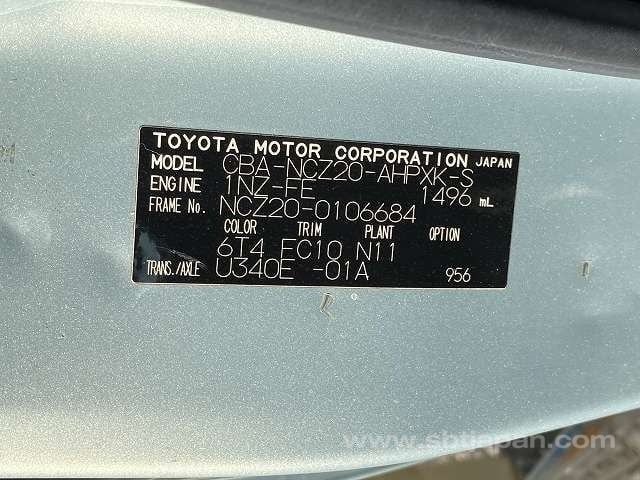 TOYOTA MOTOR CORPORATION JAPAN
MODEL CBA-NCZ20-AHPXK-S
ENGINE 1NZ-FE 1496 mL
FRAME No. NCZ20-0106684
COLOR TRIM PLANT OPTION
6T4 FC10 N11
TRANS./AXLE U340E -01A 956
www.sbtjapan.com